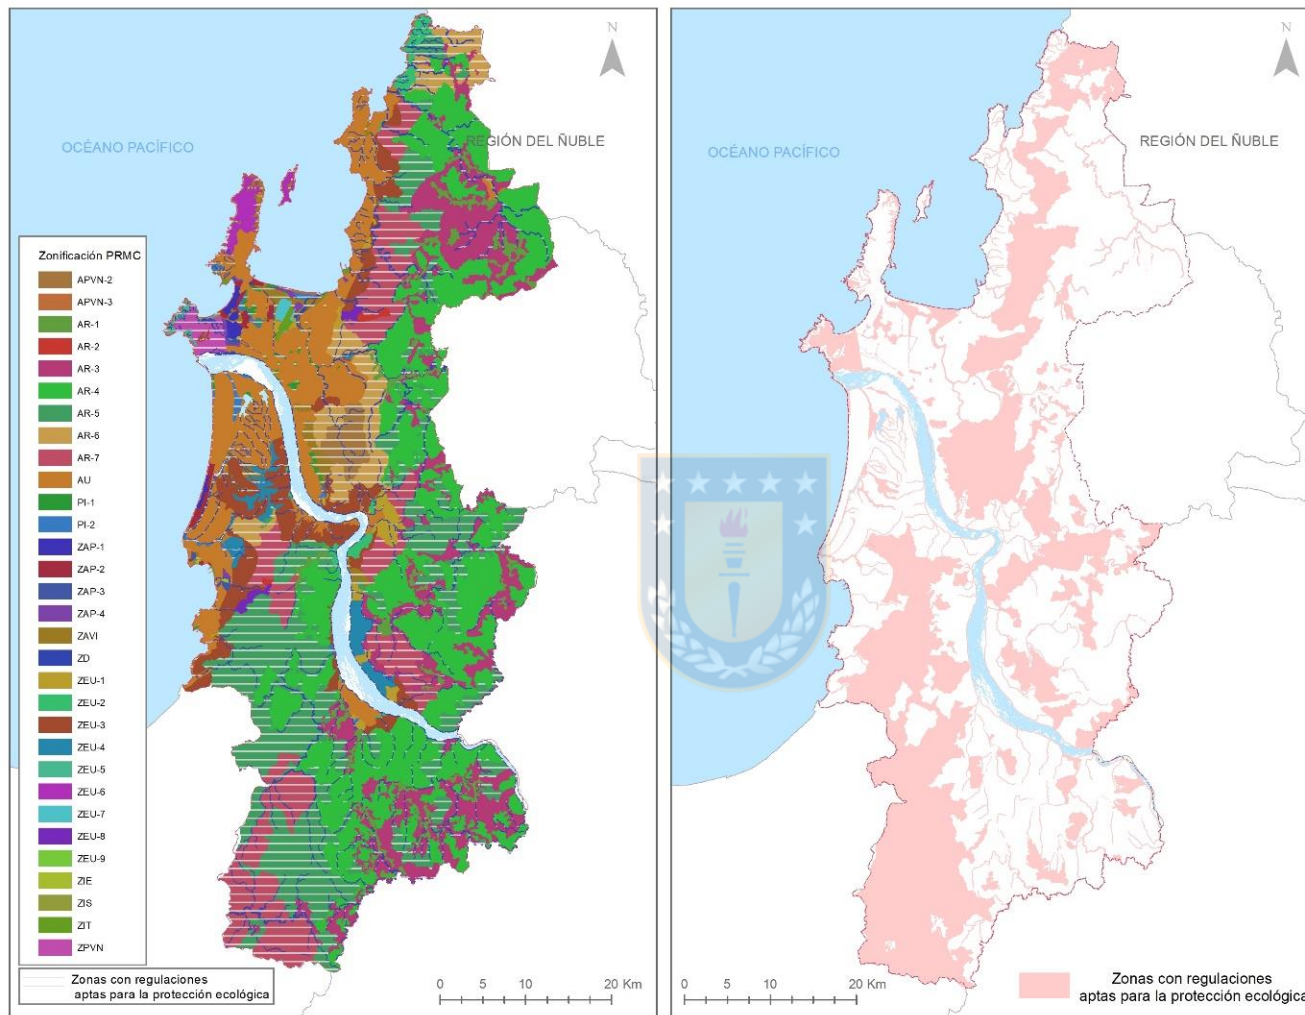 N
OCÉANO PACÍFICO
REGIÓN DEL ÑUBLE
Zonificación PRMC
APVN-2
APVN-3
AR-1
AR-2
AR-3
AR-4
AR-5
AR-6
AR-7
AU
PI-1
PI-2
ZAP-1
ZAP-2
ZAP-3
ZAP-4
ZAVI
ZD
ZEU-1
ZEU-2
ZEU-3
ZEU-4
ZEU-5
ZEU-6
ZEU-7
ZEU-8
ZEU-9
ZIE
ZIS
ZIT
ZPVN
Zonas con regulaciones
aptas para la protección ecológica
0 5 10 20 Km
N
OCÉANO PACÍFICO
REGIÓN DEL ÑUBLE
0 5 10 20 Km
Zonas con regulaciones
aptas para la protección ecológica